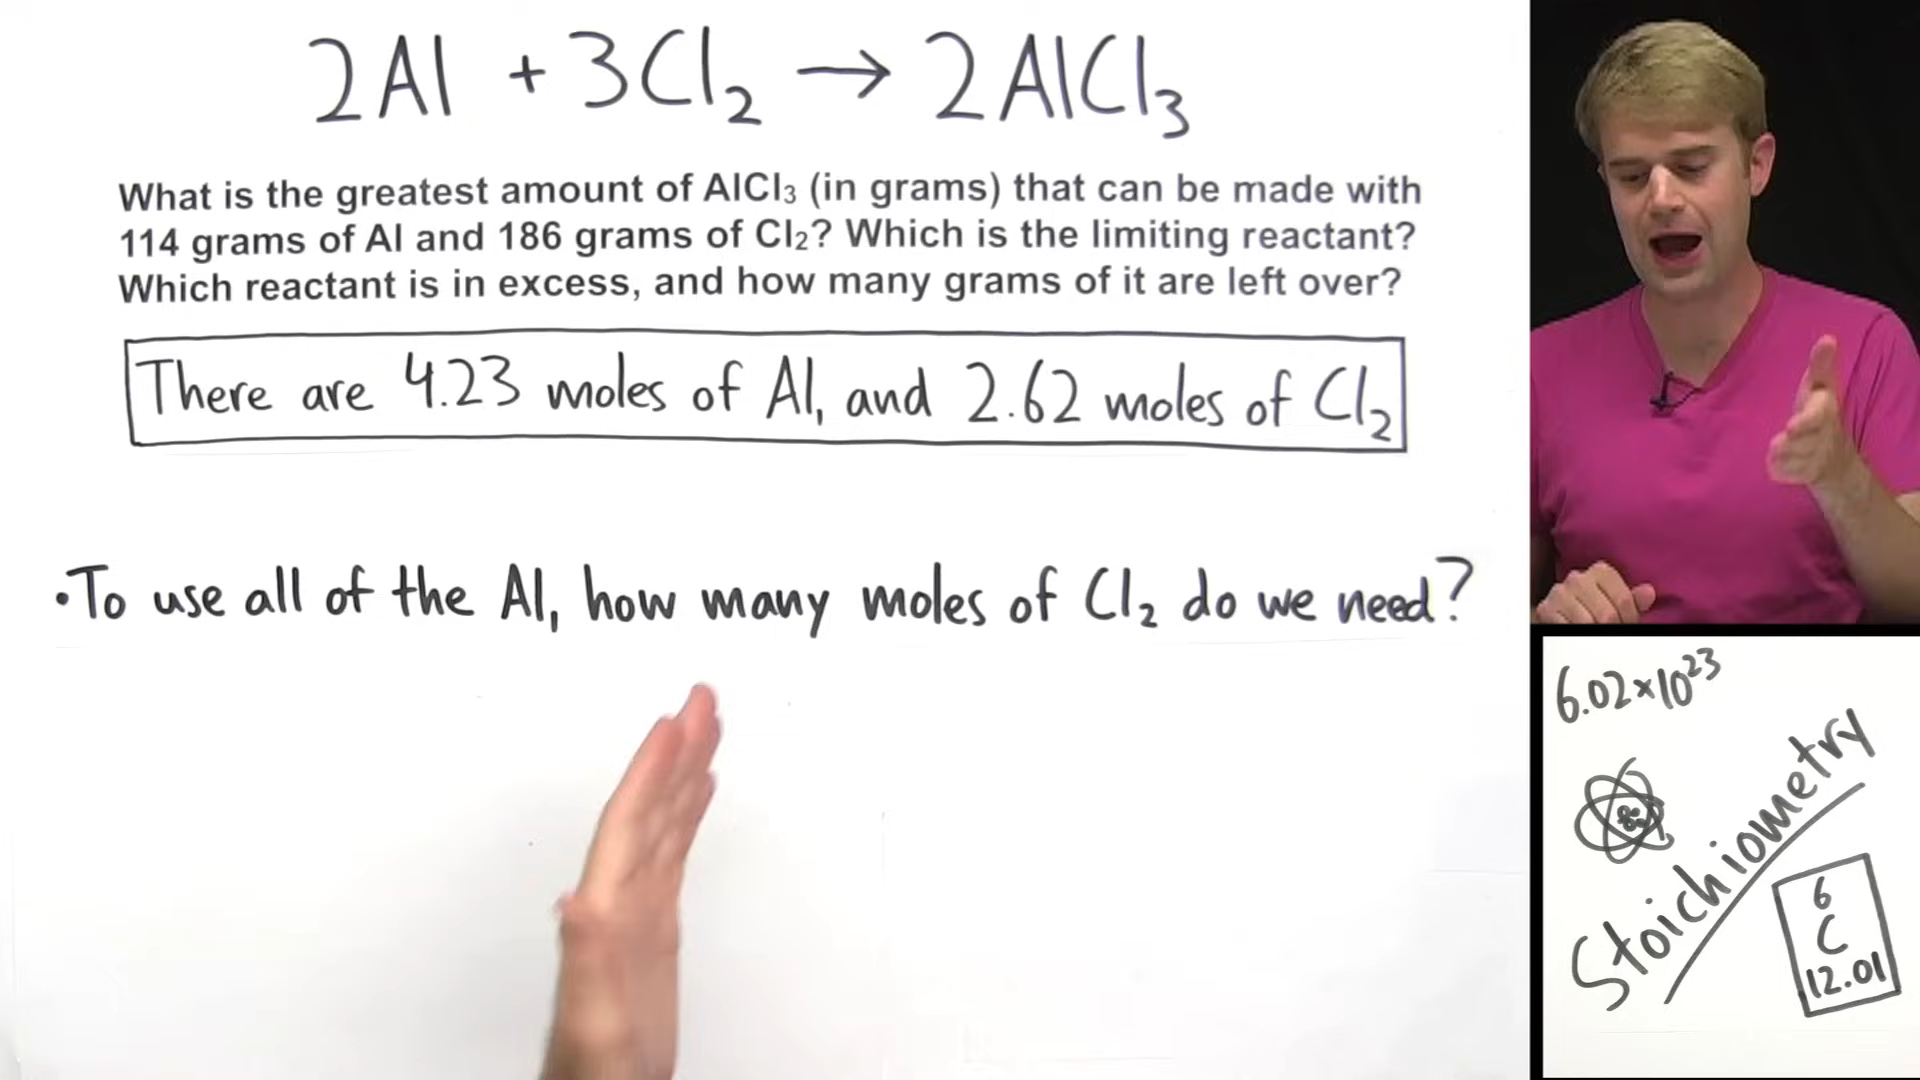 2Al + 3Cl₂ → 2AlCl₃
What is the greatest amount of AlCl₃ (in grams) that can be made with
114 grams of Al and 186 grams of Cl₂? Which is the limiting reactant?
Which reactant is in excess, and how many grams of it are left over?
There are 4.23 moles of Al, and 2.62 moles of Cl₂
•To use all of the Al, how many moles of Cl₂ do we need?
6.02×10²³
Stoichiometry
6
C
12.01